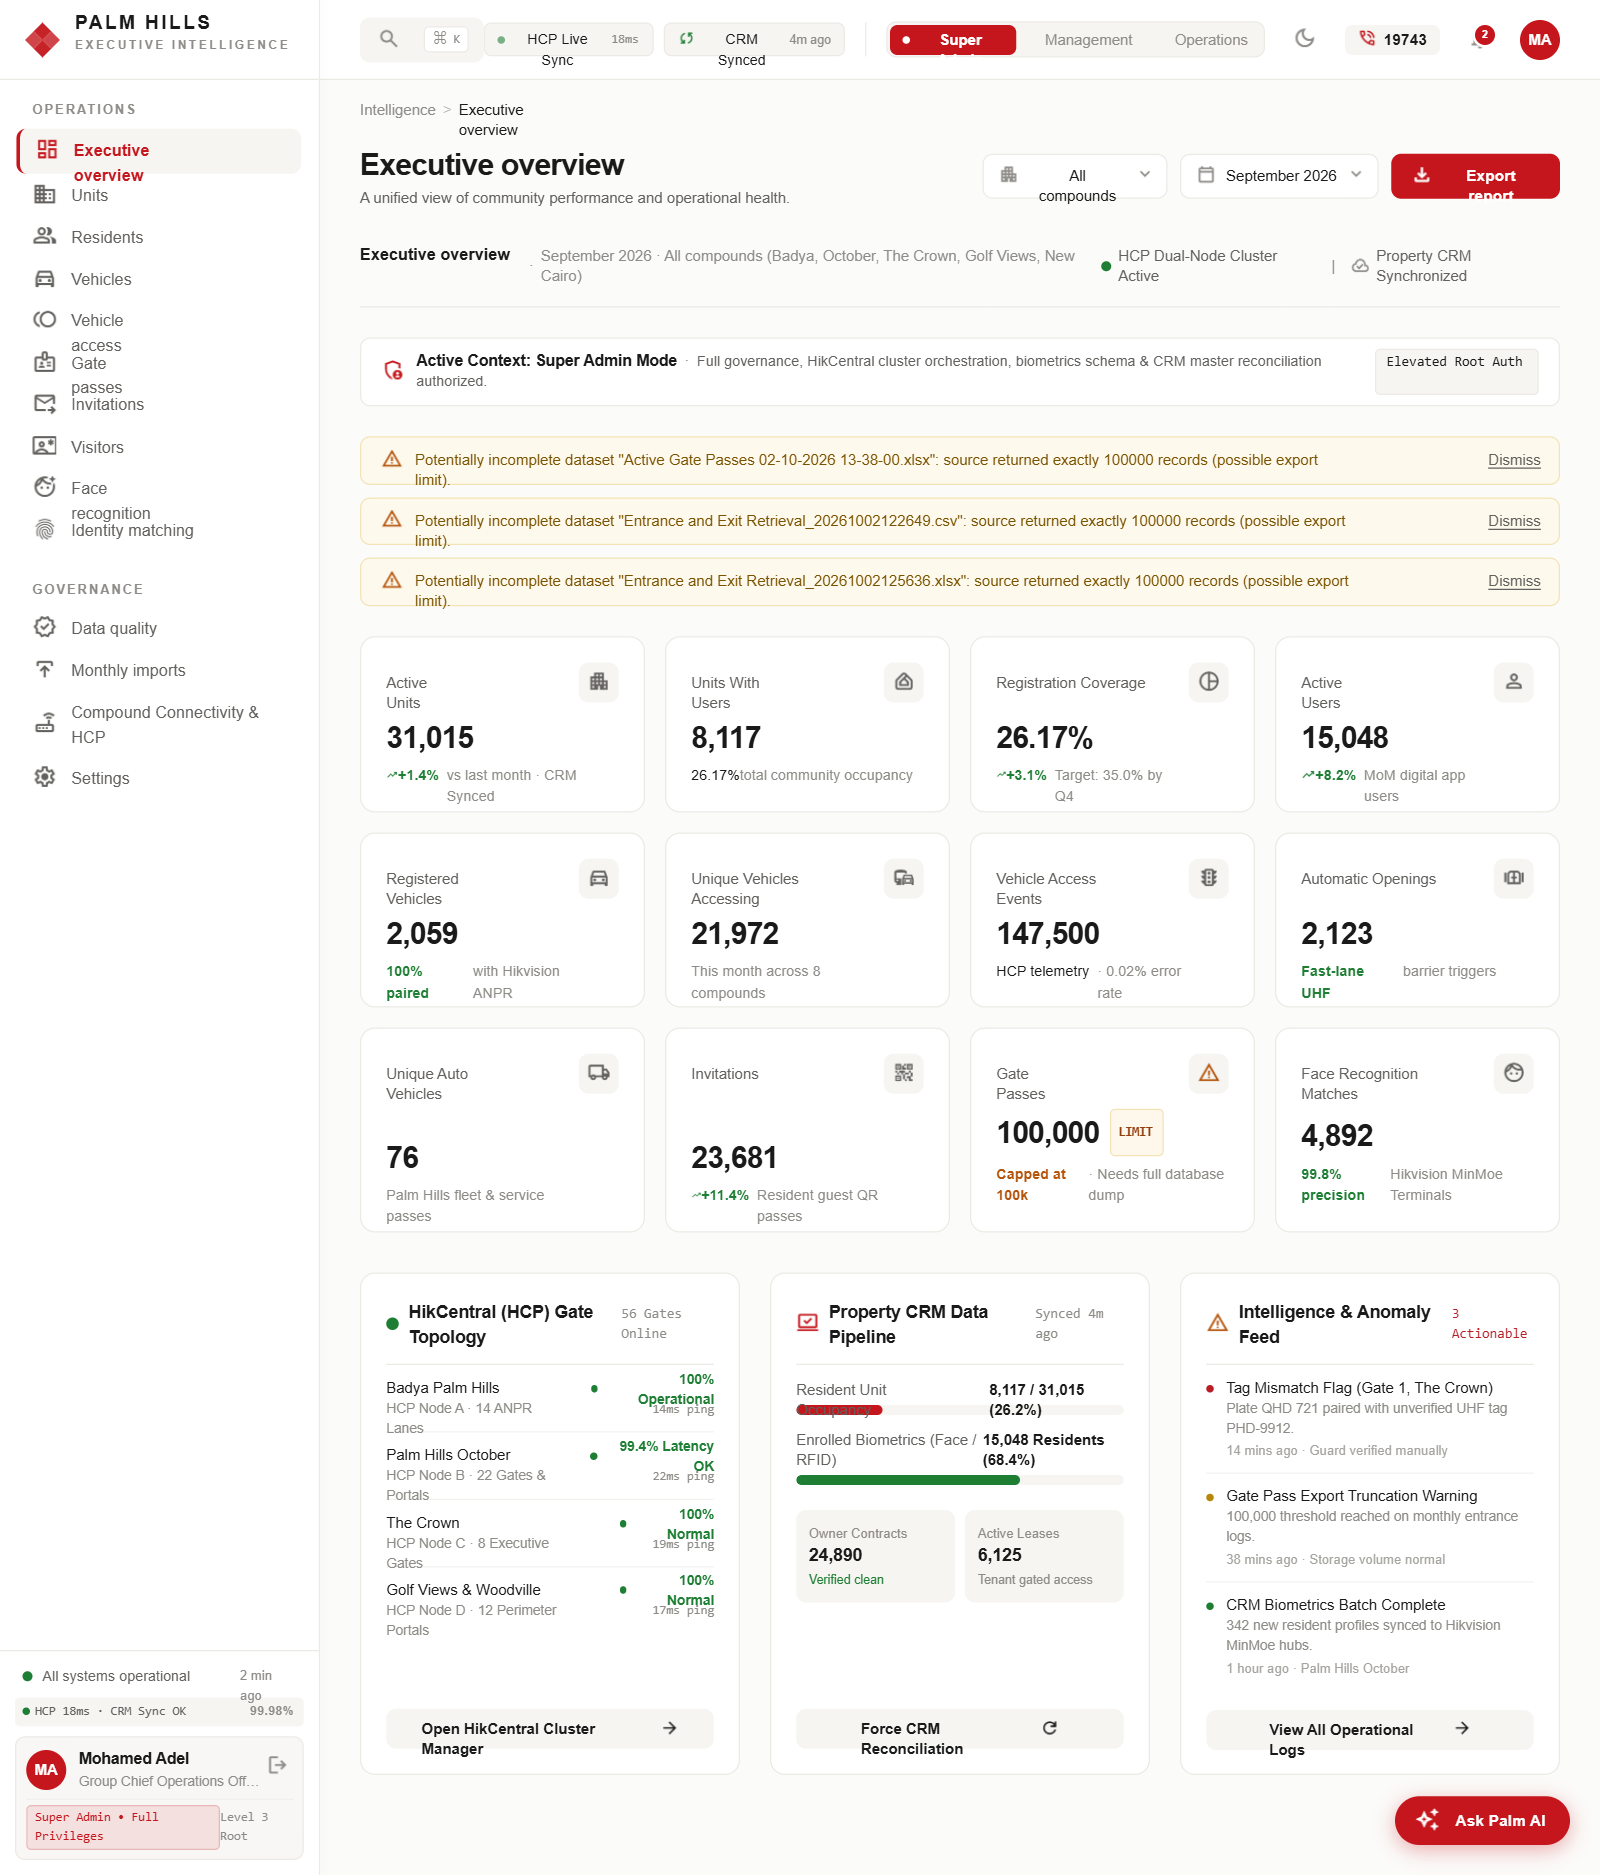 PALM HILLS
EXECUTIVE INTELLIGENCE
⌘ K
HCP Live
Sync
18ms
CRM
Synced
4m ago
Super
Management
Operations
19743
2
MA
OPERATIONS
Executive
overview
Units
Residents
Vehicles
Vehicle
access
Gate
passes
Invitations
Visitors
Face
recognition
Identity matching
GOVERNANCE
Data quality
Monthly imports
Compound Connectivity &
HCP
Settings
All systems operational
2 min
ago
HCP 18ms · CRM Sync OK
99.98%
MA
Mohamed Adel
Group Chief Operations Off...
Super Admin • Full
Privileges
Level 3
Root
Intelligence > Executive
overview
Executive overview
A unified view of community performance and operational health.
All
compounds
September 2026
Export
report
Executive overview
· September 2026 · All compounds (Badya, October, The Crown, Golf Views, New
Cairo)
HCP Dual-Node Cluster
Active
|
Property CRM
Synchronized
Active Context: Super Admin Mode · Full governance, HikCentral cluster orchestration, biometrics schema & CRM master reconciliation
authorized.
Elevated Root Auth
Potentially incomplete dataset "Active Gate Passes 02-10-2026 13-38-00.xlsx": source returned exactly 100000 records (possible export
limit).
Dismiss
Potentially incomplete dataset "Entrance and Exit Retrieval_20261002122649.csv": source returned exactly 100000 records (possible export
limit).
Dismiss
Potentially incomplete dataset "Entrance and Exit Retrieval_20261002125636.xlsx": source returned exactly 100000 records (possible export
limit).
Dismiss
Active
Units
31,015
+1.4% vs last month · CRM
Synced
Units With
Users
8,117
26.17%total community occupancy
Registration Coverage
26.17%
+3.1% Target: 35.0% by
Q4
Active
Users
15,048
+8.2% MoM digital app
users
Registered
Vehicles
2,059
100%
paired
with Hikvision
ANPR
Unique Vehicles
Accessing
21,972
This month across 8
compounds
Vehicle Access
Events
147,500
HCP telemetry · 0.02% error
rate
Automatic Openings
2,123
Fast-lane
UHF
barrier triggers
Unique Auto
Vehicles
76
Palm Hills fleet & service
passes
Invitations
23,681
+11.4% Resident guest QR
passes
Gate
Passes
100,000 LIMIT
Capped at
100k
· Needs full database
dump
Face Recognition
Matches
4,892
99.8%
precision
Hikvision MinMoe
Terminals
HikCentral (HCP) Gate
Topology
56 Gates
Online
Badya Palm Hills
HCP Node A · 14 ANPR
Lanes
100%
Operational
14ms ping
Palm Hills October
HCP Node B · 22 Gates &
Portals
99.4% Latency
OK
22ms ping
The Crown
HCP Node C · 8 Executive
Gates
100%
Normal
19ms ping
Golf Views & Woodville
HCP Node D · 12 Perimeter
Portals
100%
Normal
17ms ping
Open HikCentral Cluster
Manager
Property CRM Data
Pipeline
Synced 4m
ago
Resident Unit
Occupancy
8,117 / 31,015
(26.2%)
Enrolled Biometrics (Face /
RFID)
15,048 Residents
(68.4%)
Owner Contracts
24,890
Verified clean
Active Leases
6,125
Tenant gated access
Force CRM
Reconciliation
Intelligence & Anomaly
Feed
3
Actionable
Tag Mismatch Flag (Gate 1, The Crown)
Plate QHD 721 paired with unverified UHF tag
PHD-9912.
14 mins ago · Guard verified manually
Gate Pass Export Truncation Warning
100,000 threshold reached on monthly entrance
logs.
38 mins ago · Storage volume normal
CRM Biometrics Batch Complete
342 new resident profiles synced to Hikvision
MinMoe hubs.
1 hour ago · Palm Hills October
View All Operational
Logs
Ask Palm AI